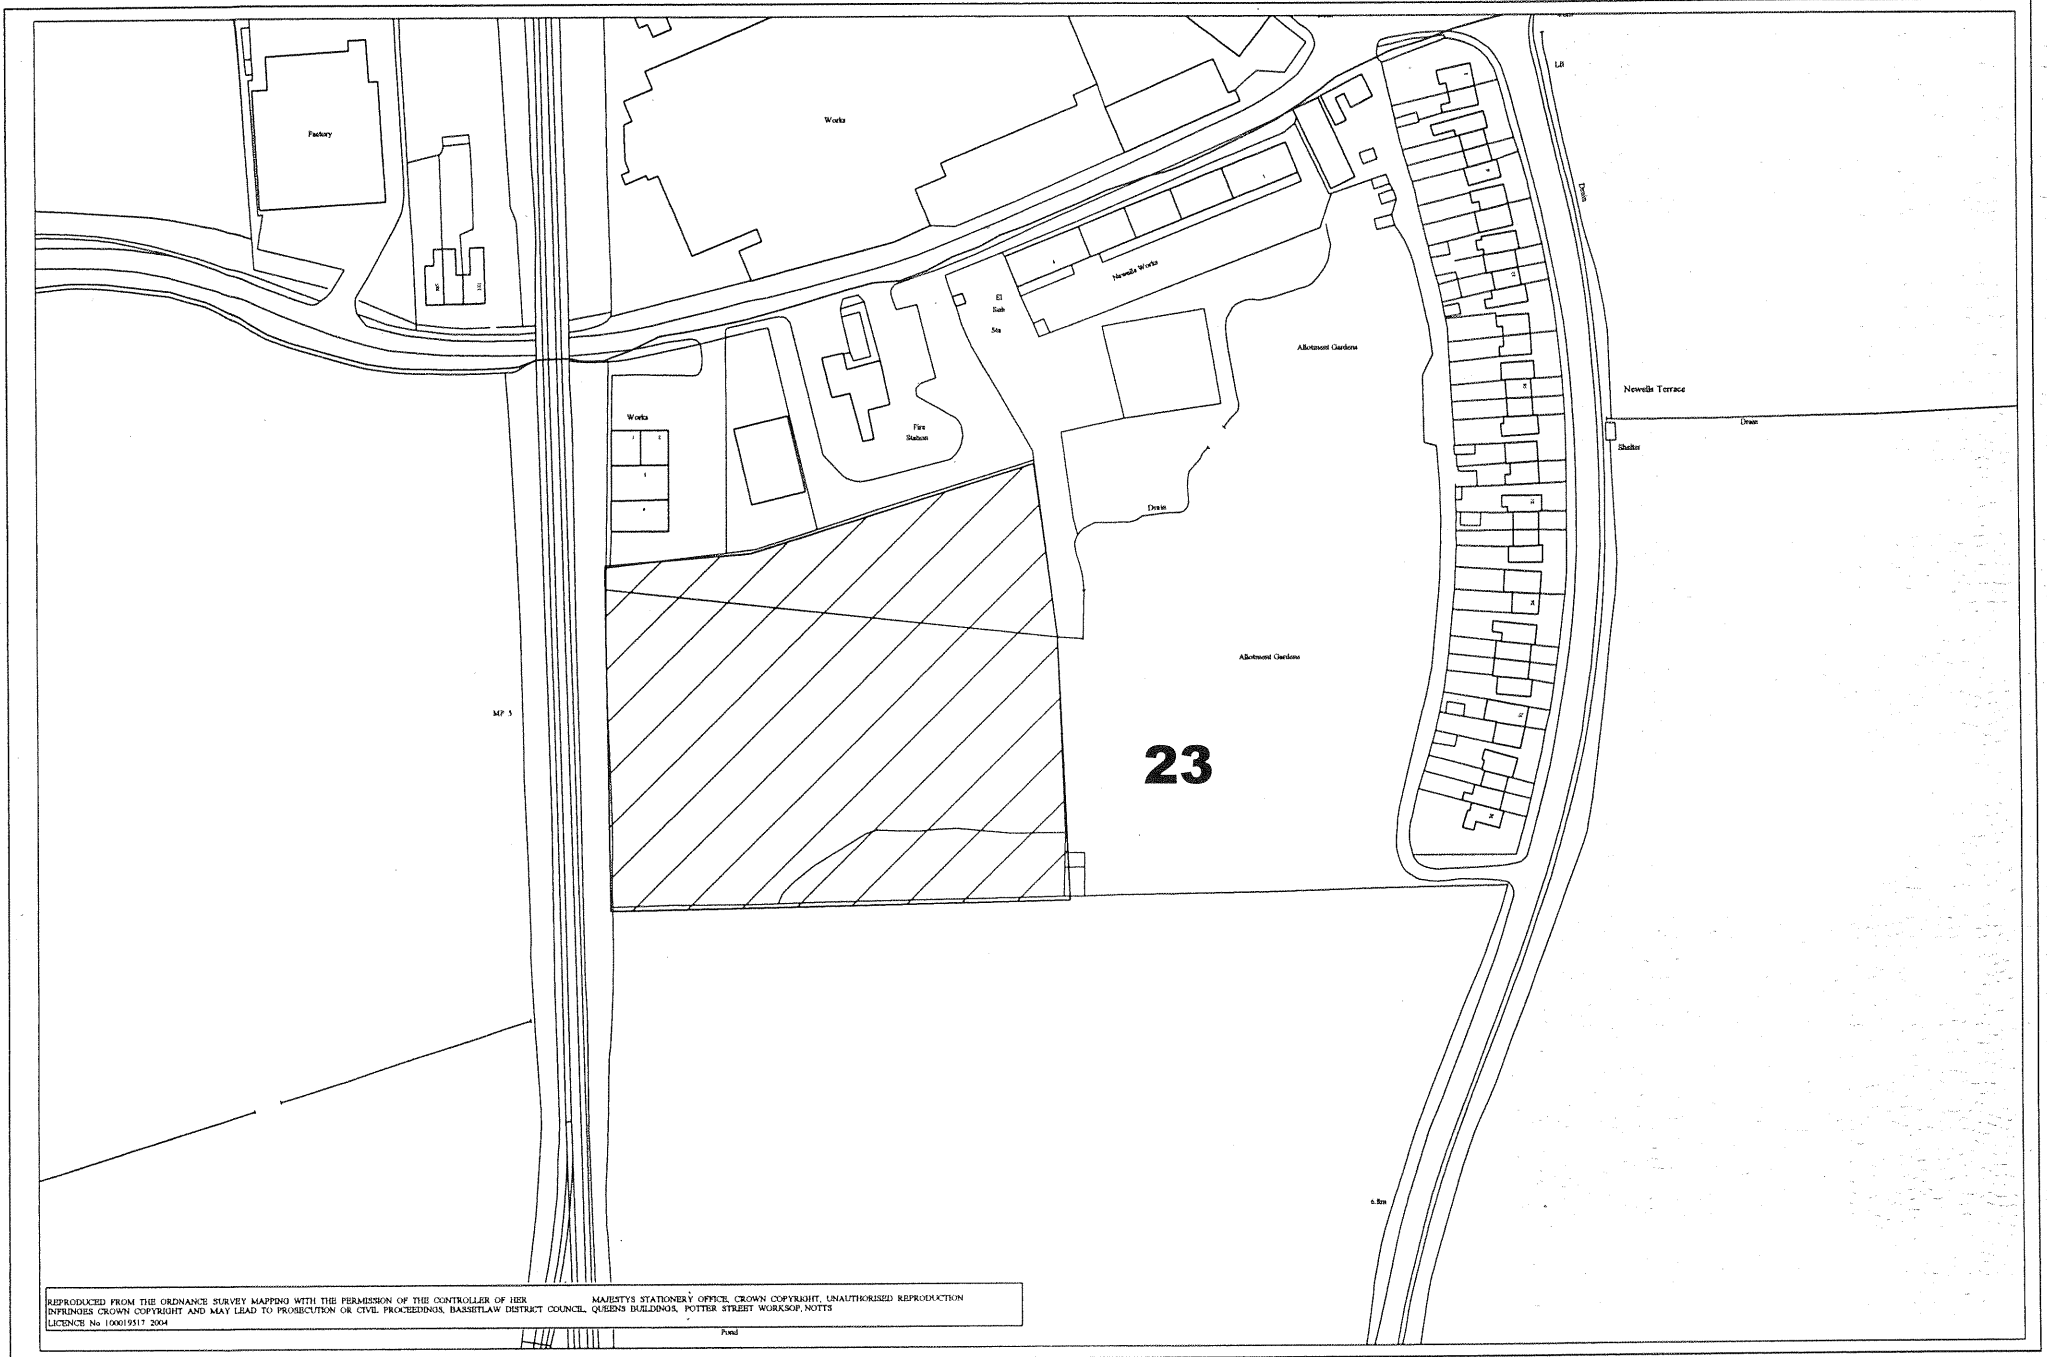 LB
Factory
Works
Drain
Newells Works
El
Sub
Sta
Allotment Gardens
Newells Terrace
Works
Drain
Fire
Station
Shelter
Drain
Allotment Gardens
MP 5
23
6.8m
REPRODUCED FROM THE ORDNANCE SURVEY MAPPING WITH THE PERMISSION OF THE CONTROLLER OF HER MAJESTYS STATIONERY OFFICE, CROWN COPYRIGHT, UNAUTHORISED REPRODUCTION
INFRINGES CROWN COPYRIGHT AND MAY LEAD TO PROSECUTION OR CIVIL PROCEEDINGS, BASSETLAW DISTRICT COUNCIL, QUEENS BUILDINGS, POTTER STREET WORKSOP, NOTTS
LICENCE No 100019517 2004
Pond